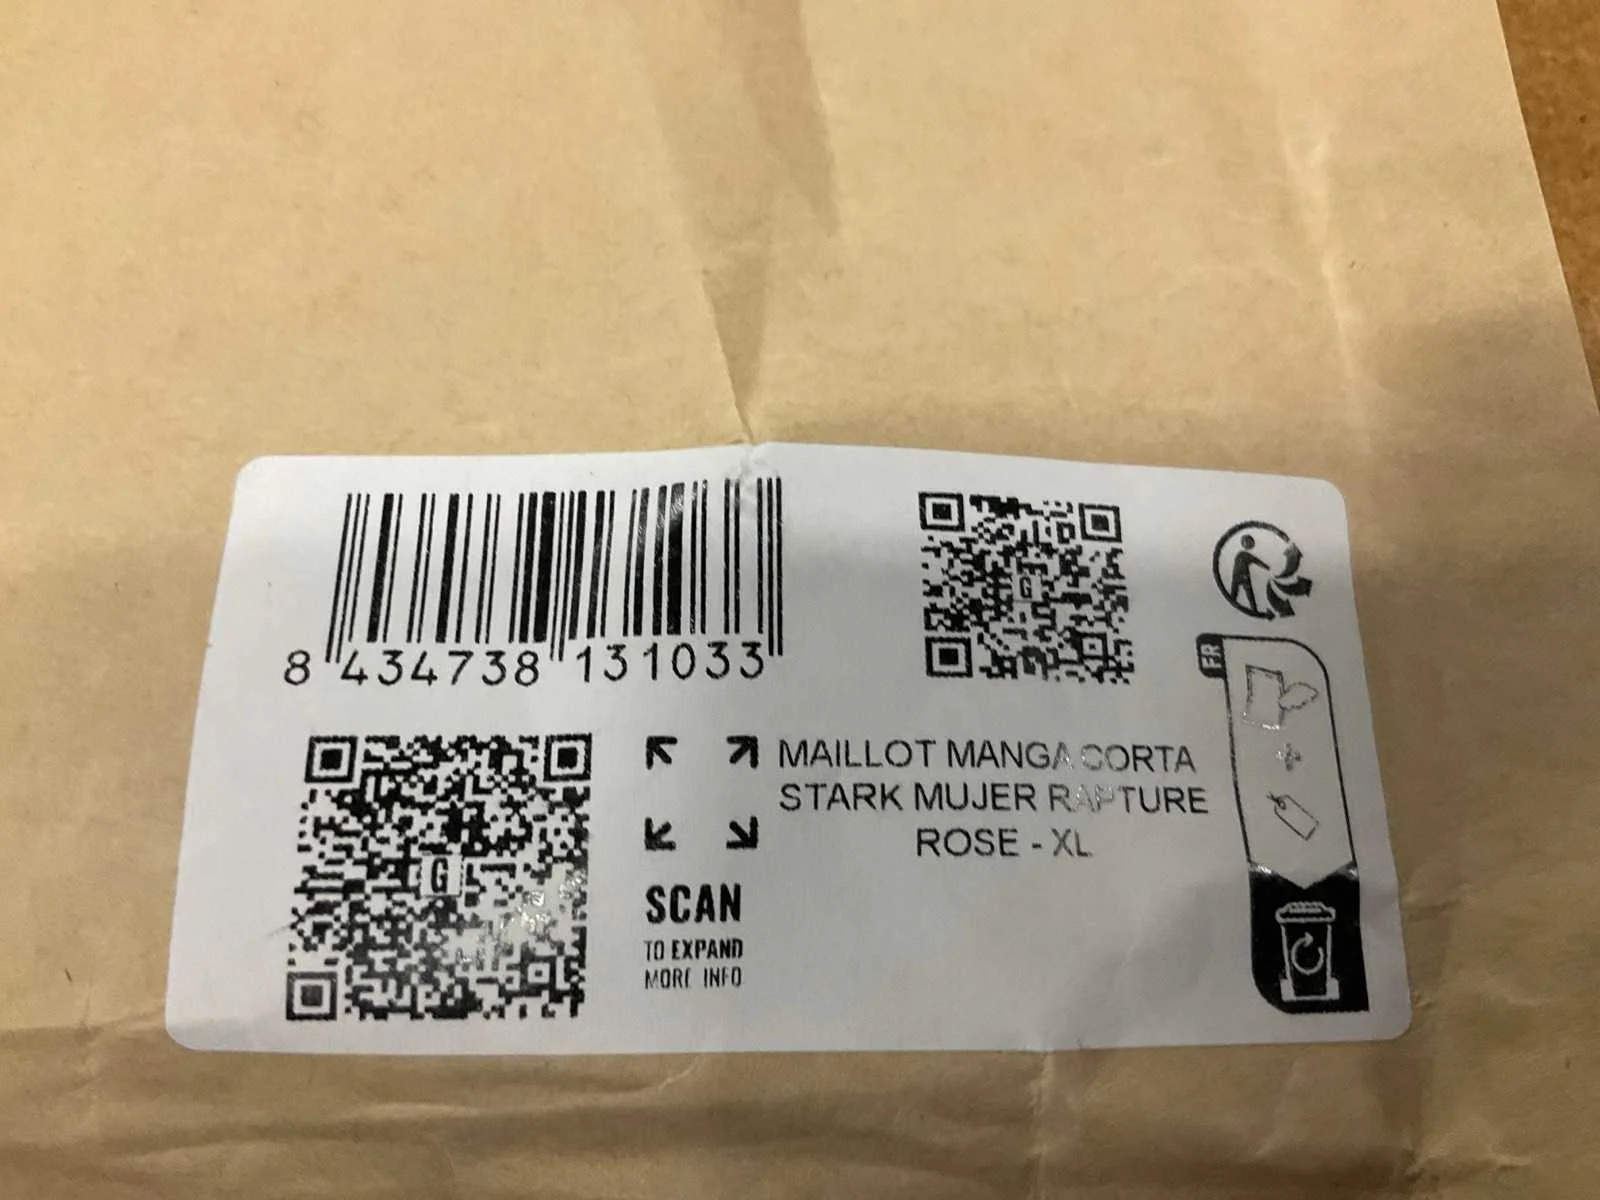 8 434738 131033
G
G
MAILLOT MANGA CORTA
STARK MUJER RAPTURE
ROSE - XL
SCAN
TO EXPAND
MORE INFO
FR